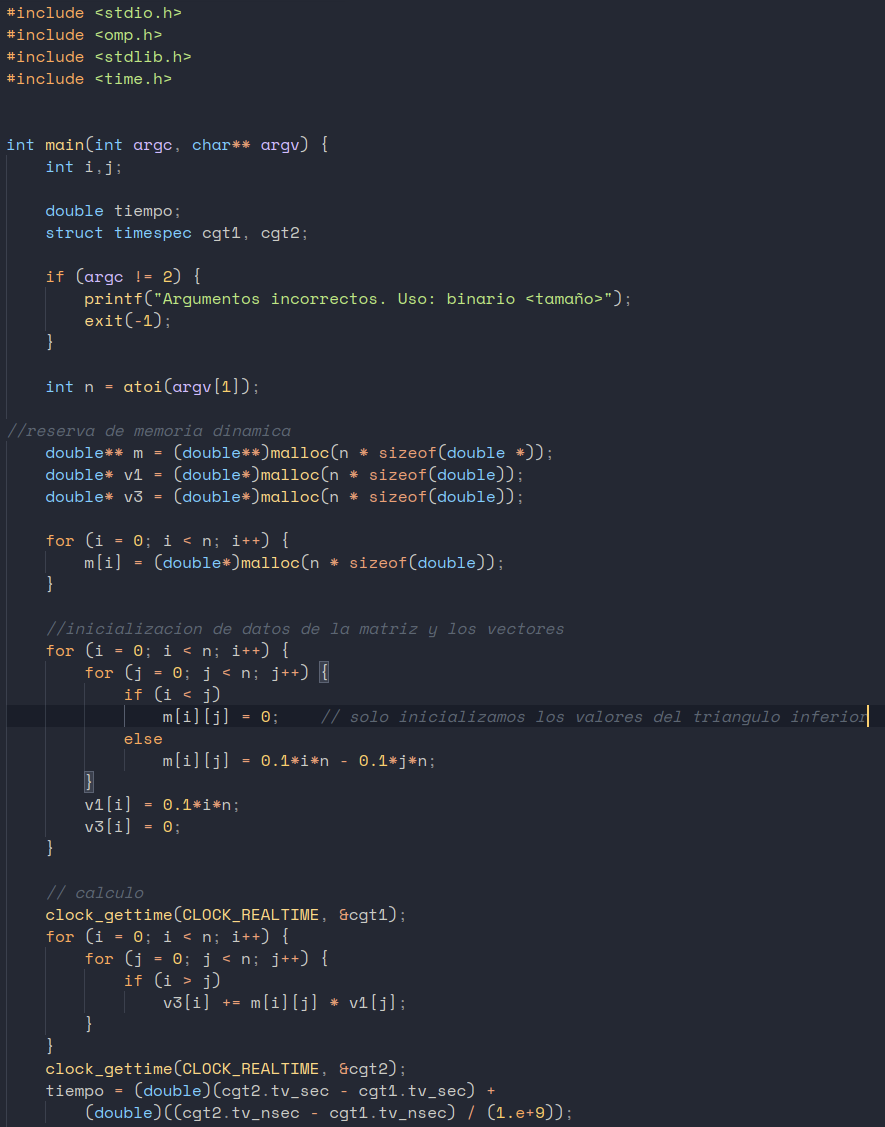 #include <stdio.h>
#include <omp.h>
#include <stdlib.h>
#include <time.h>
int main(int argc, char** argv) {
    int i,j;
    double tiempo;
    struct timespec cgt1, cgt2;
    if (argc != 2) {
        printf("Argumentos incorrectos. Uso: binario <tamaño>");
        exit(-1);
    }
    int n = atoi(argv[1]);
//reserva de memoria dinamica
    double** m = (double**)malloc(n * sizeof(double *));
    double* v1 = (double*)malloc(n * sizeof(double));
    double* v3 = (double*)malloc(n * sizeof(double));
    for (i = 0; i < n; i++) {
        m[i] = (double*)malloc(n * sizeof(double));
    }
    //inicializacion de datos de la matriz y los vectores
    for (i = 0; i < n; i++) {
        for (j = 0; j < n; j++) {
            if (i < j)
                m[i][j] = 0;    // solo inicializamos los valores del triangulo inferior
            else
                m[i][j] = 0.1*i*n - 0.1*j*n;
        }
        v1[i] = 0.1*i*n;
        v3[i] = 0;
    }
    // calculo
    clock_gettime(CLOCK_REALTIME, &cgt1);
    for (i = 0; i < n; i++) {
        for (j = 0; j < n; j++) {
            if (i > j)
                v3[i] += m[i][j] * v1[j];
        }
    }
    clock_gettime(CLOCK_REALTIME, &cgt2);
    tiempo = (double)(cgt2.tv_sec - cgt1.tv_sec) +
        (double)((cgt2.tv_nsec - cgt1.tv_nsec) / (1.e+9));